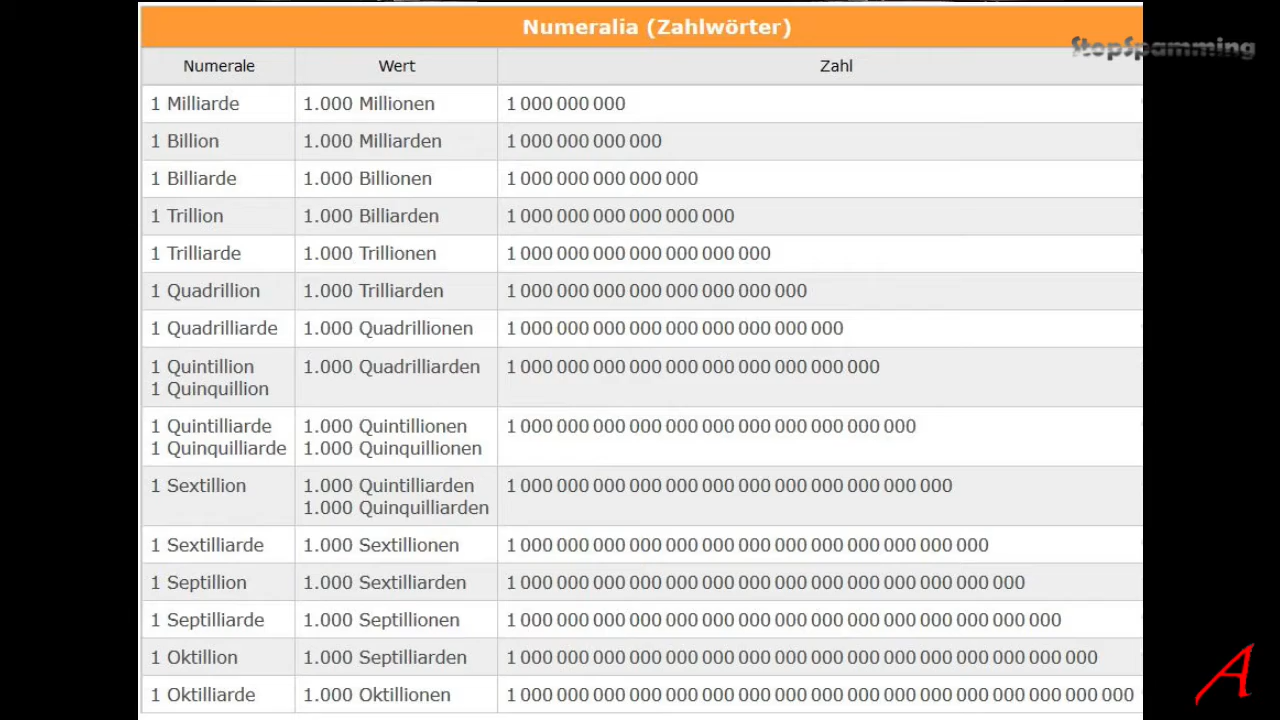 Numeralia (Zahlwörter)
StopSpamming
Numerale Wert Zahl
1 Milliarde 1.000 Millionen 1 000 000 000
1 Billion 1.000 Milliarden 1 000 000 000 000
1 Billiarde 1.000 Billionen 1 000 000 000 000 000
1 Trillion 1.000 Billiarden 1 000 000 000 000 000 000
1 Trilliarde 1.000 Trillionen 1 000 000 000 000 000 000 000
1 Quadrillion 1.000 Trilliarden 1 000 000 000 000 000 000 000 000
1 Quadrilliarde 1.000 Quadrillionen 1 000 000 000 000 000 000 000 000 000
1 Quintillion 1.000 Quadrilliarden 1 000 000 000 000 000 000 000 000 000 000
1 Quinquillion
1 Quintilliarde 1.000 Quintillionen 1 000 000 000 000 000 000 000 000 000 000 000
1 Quinquilliarde 1.000 Quinquillionen
1 Sextillion 1.000 Quintilliarden 1 000 000 000 000 000 000 000 000 000 000 000 000
1.000 Quinquilliarden
1 Sextilliarde 1.000 Sextillionen 1 000 000 000 000 000 000 000 000 000 000 000 000 000
1 Septillion 1.000 Sextilliarden 1 000 000 000 000 000 000 000 000 000 000 000 000 000 000
1 Septilliarde 1.000 Septillionen 1 000 000 000 000 000 000 000 000 000 000 000 000 000 000 000
1 Oktillion 1.000 Septilliarden 1 000 000 000 000 000 000 000 000 000 000 000 000 000 000 000 000
1 Oktilliarde 1.000 Oktillionen 1 000 000 000 000 000 000 000 000 000 000 000 000 000 000 000 000 000
A